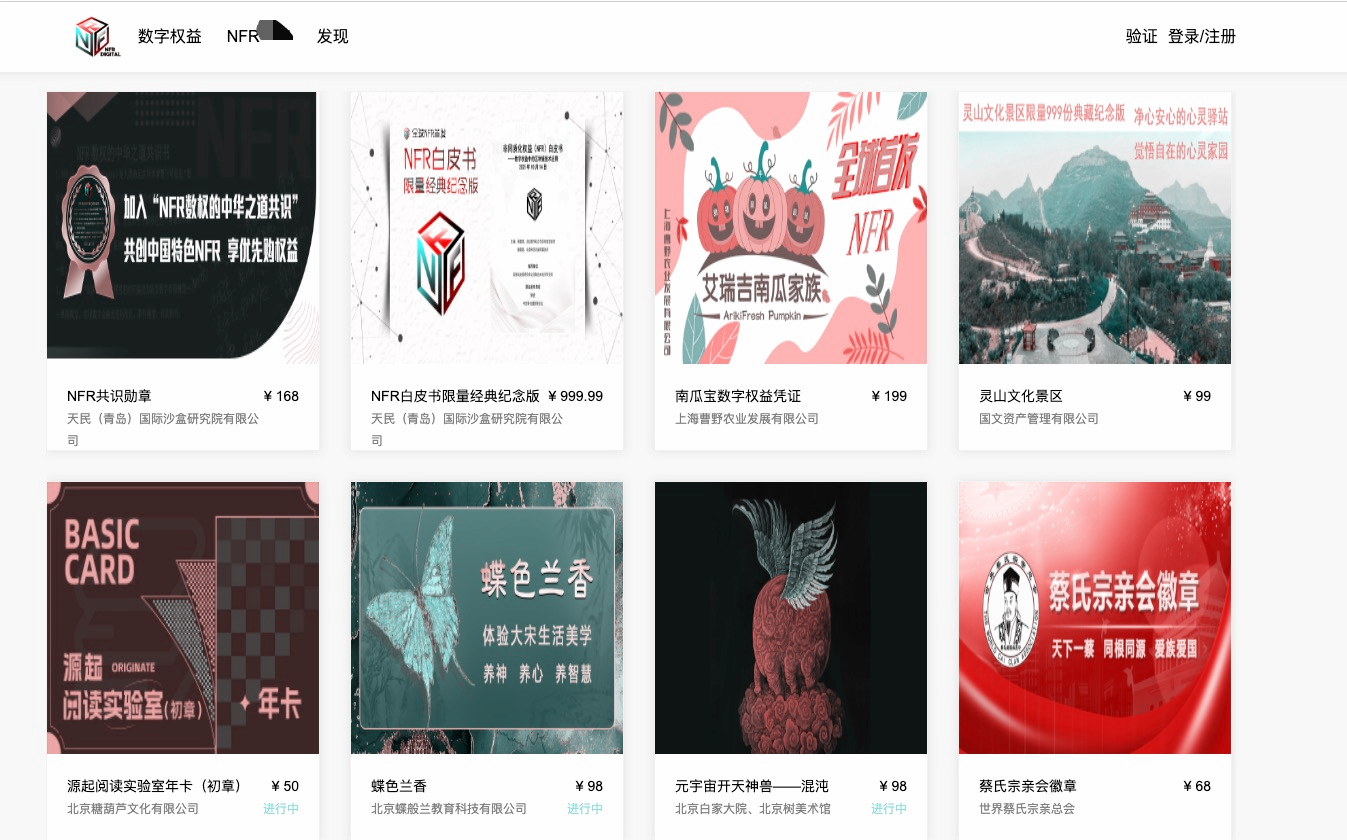 NFR DIGITAL
数字权益
NFR
发现
验证
登录/注册
加入“NFR数权的中华之道共识”
共创中国特色NFR 享优先购权益
NFR共识勋章
¥ 168
天民（青岛）国际沙盒研究院有限公
司
NFR白皮书
限量经典纪念版
NFR白皮书限量经典纪念版
¥ 999.99
天民（青岛）国际沙盒研究院有限公
司
全球首发
NFR
上海曹野农业发展有限公司
艾瑞吉南瓜家族
ArikiFresh Pumpkin
南瓜宝数字权益凭证
¥ 199
上海曹野农业发展有限公司
灵山文化景区限量999份典藏纪念版
净心安心的心灵驿站
觉悟自在的心灵家园
灵山文化景区
¥ 99
国文资产管理有限公司
BASIC
CARD
源起 ORIGINATE
阅读实验室(初章)
年卡
源起阅读实验室年卡（初章）
¥ 50
北京糖葫芦文化有限公司
进行中
蝶色兰香
体验大宋生活美学
养神 养心 养智慧
蝶色兰香
¥ 98
北京蝶般兰教育科技有限公司
进行中
元宇宙开天神兽——混沌
¥ 98
北京白家大院、北京树美术馆
进行中
蔡氏宗亲会徽章
天下一蔡 同根同源 爱族爱国
蔡氏宗亲会徽章
¥ 68
世界蔡氏宗亲总会